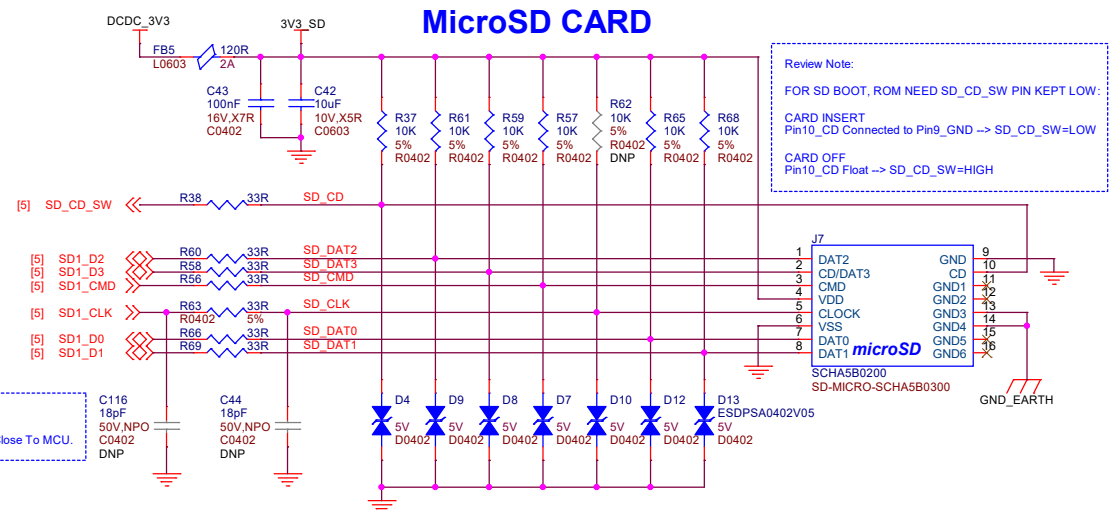 MicroSD CARD
DCDC_3V3
3V3_SD
FB5
L0603
120R
2A
C43
100nF
16V,X7R
C0402
C42
10uF
10V,X5R
C0603
R37
10K
5%
R0402
R61
10K
5%
R0402
R59
10K
5%
R0402
R57
10K
5%
R0402
R62
10K
5%
R0402
DNP
R65
10K
5%
R0402
R68
10K
5%
R0402
Review Note:
FOR SD BOOT, ROM NEED SD_CD_SW PIN KEPT LOW:
CARD INSERT
Pin10_CD Connected to Pin9_GND --> SD_CD_SW=LOW
CARD OFF
Pin10_CD Float --> SD_CD_SW=HIGH
[5] SD_CD_SW R38 33R SD_CD
[5] SD1_D2 R60 33R SD_DAT2
[5] SD1_D3 R58 33R SD_DAT3
[5] SD1_CMD R56 33R SD_CMD
[5] SD1_CLK R63 33R SD_CLK
R0402 5%
[5] SD1_D0 R66 33R SD_DAT0
[5] SD1_D1 R69 33R SD_DAT1
J7
1 DAT2 GND 9
2 CD/DAT3 CD 10
3 CMD GND1 11
4 VDD GND2 12
5 CLOCK GND3 13
6 VSS GND4 14
7 DAT0 GND5 15
8 DAT1 microSD GND6 16
SCHA5B0200
SD-MICRO-SCHA5B0300
GND_EARTH
Close To MCU.
C116
18pF
50V,NPO
C0402
DNP
C44
18pF
50V,NPO
C0402
DNP
D4
5V
D0402
D9
5V
D0402
D8
5V
D0402
D7
5V
D0402
D10
5V
D0402
D12
5V
D0402
D13
ESDPSA0402V05
5V
D0402